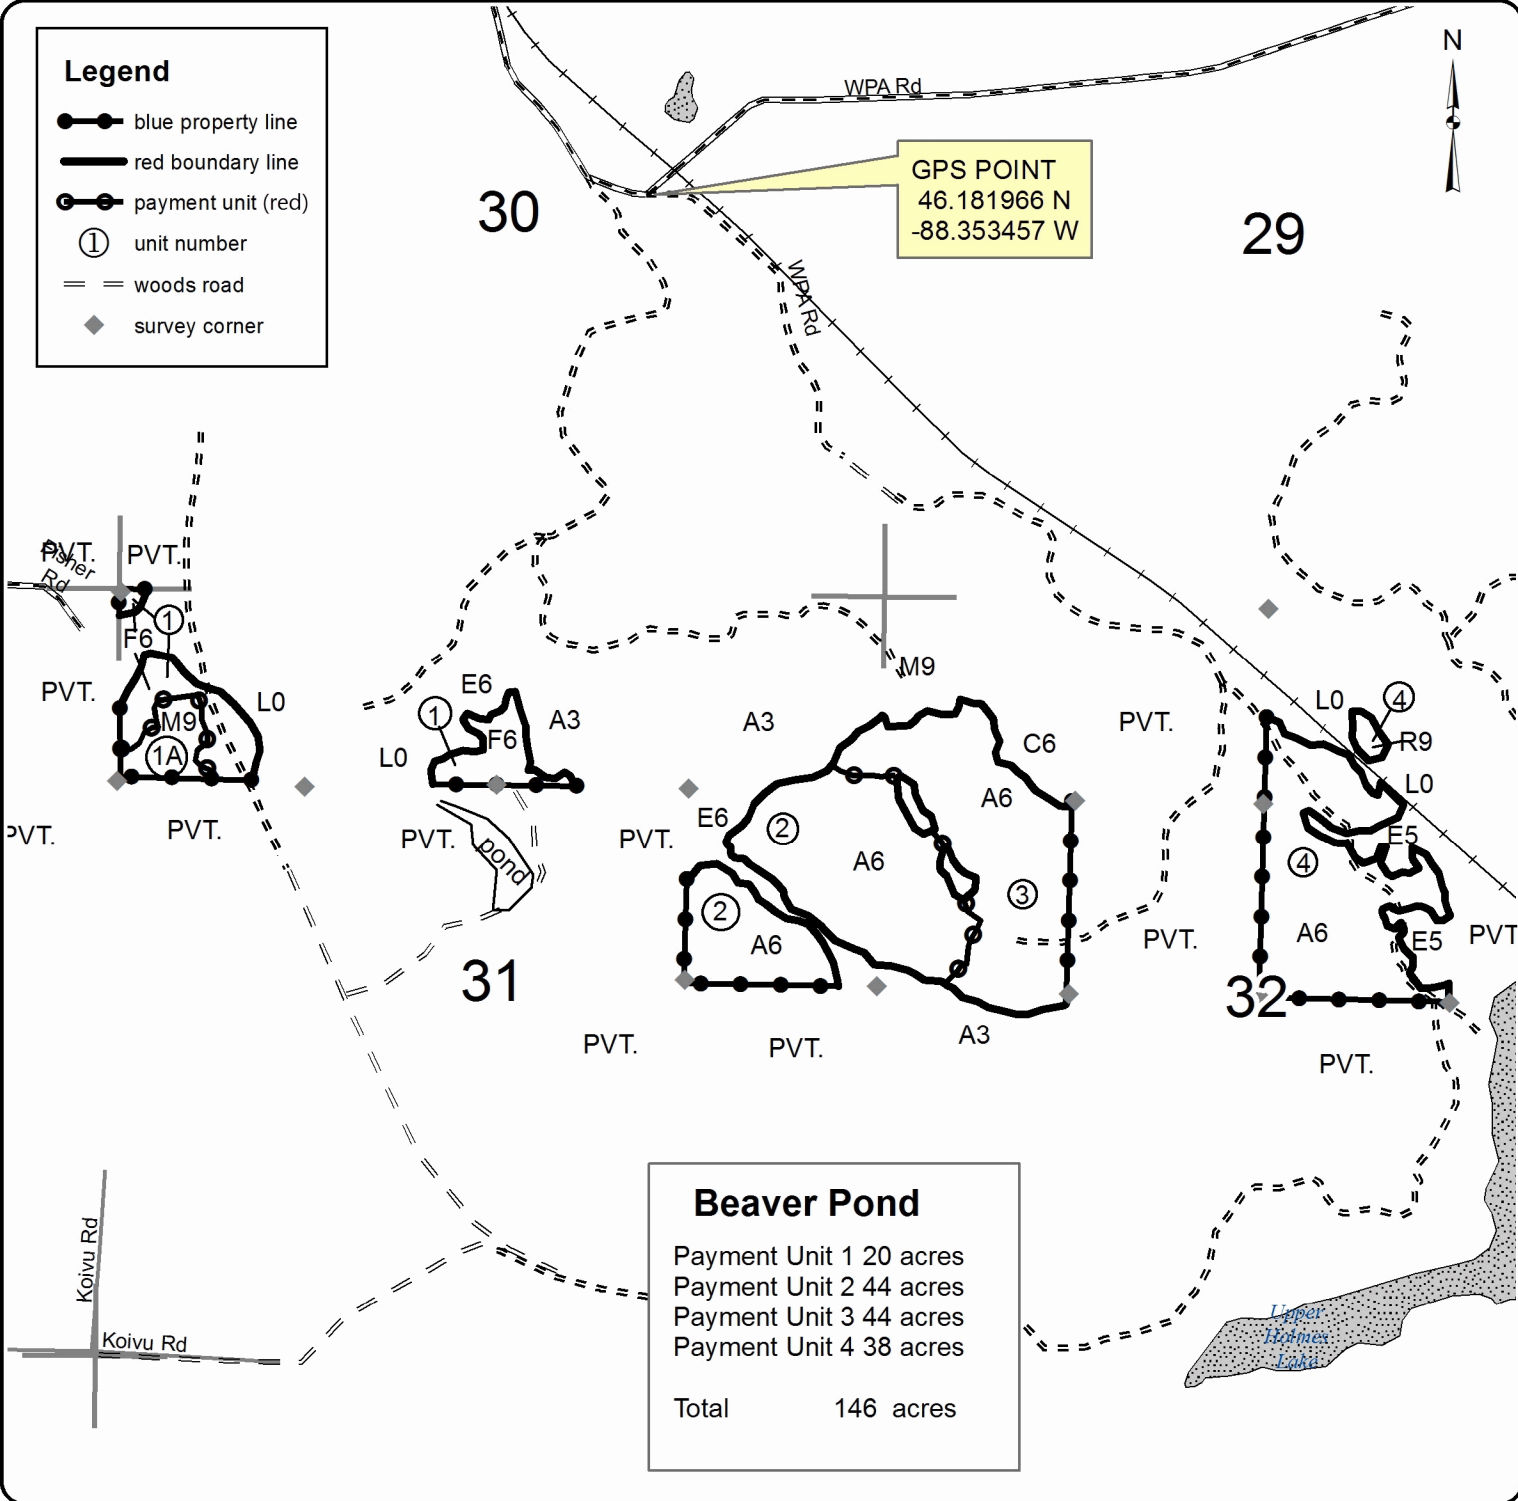 N
Legend
blue property line
red boundary line
payment unit (red)
1 unit number
woods road
survey corner
WPA Rd
GPS POINT
46.181966 N
-88.353457 W
30
29
WPA Rd
PVT.
PVT.
Fisher
Rd
1
F6
M9
PVT.
E6
L0
1
A3
A3
PVT.
L0
4
M9
1A
F6
L0
C6
R9
A6
L0
E6
2
PVT.
PVT.
PVT.
PVT.
pond
A6
E5
4
3
2
A6
PVT.
A6
E5
PVT
31
32
A3
PVT.
PVT.
PVT.
Koivu Rd
Koivu Rd
Beaver Pond
Payment Unit 1 20 acres
Payment Unit 2 44 acres
Payment Unit 3 44 acres
Payment Unit 4 38 acres
Total 146 acres
Upper
Holmes
Lake